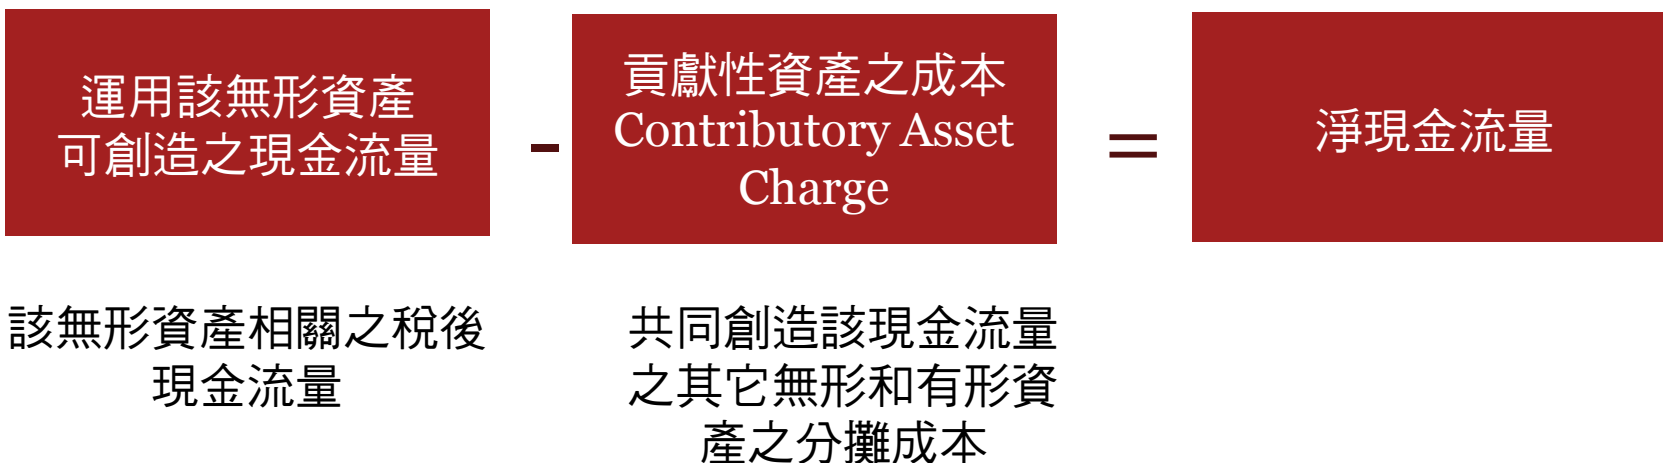 運用該無形資產
可創造之現金流量
-
貢獻性資產之成本
Contributory Asset
Charge
=
淨現金流量
該無形資產相關之稅後
現金流量
共同創造該現金流量
之其它無形和有形資
產之分攤成本